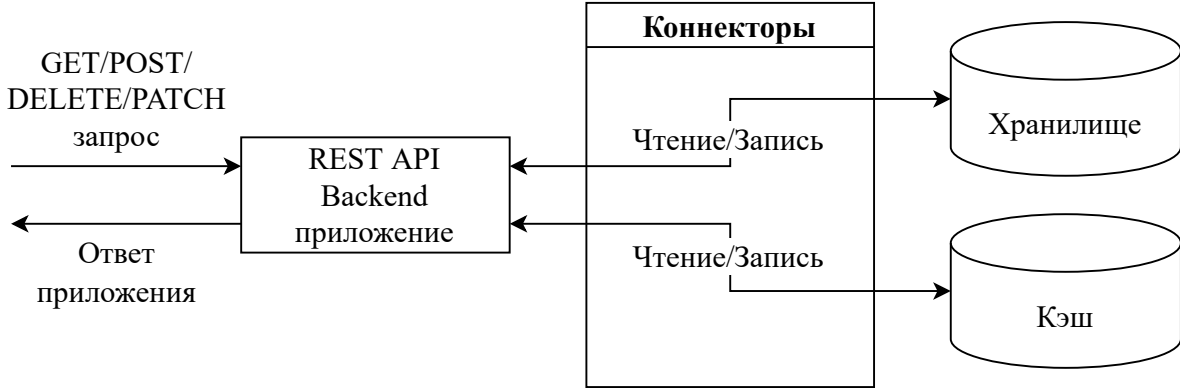 GET/POST/
DELETE/PATCH
запрос
Ответ
приложения
REST API
Backend
приложение
Коннекторы
Чтение/Запись
Чтение/Запись
Хранилище
Кэш